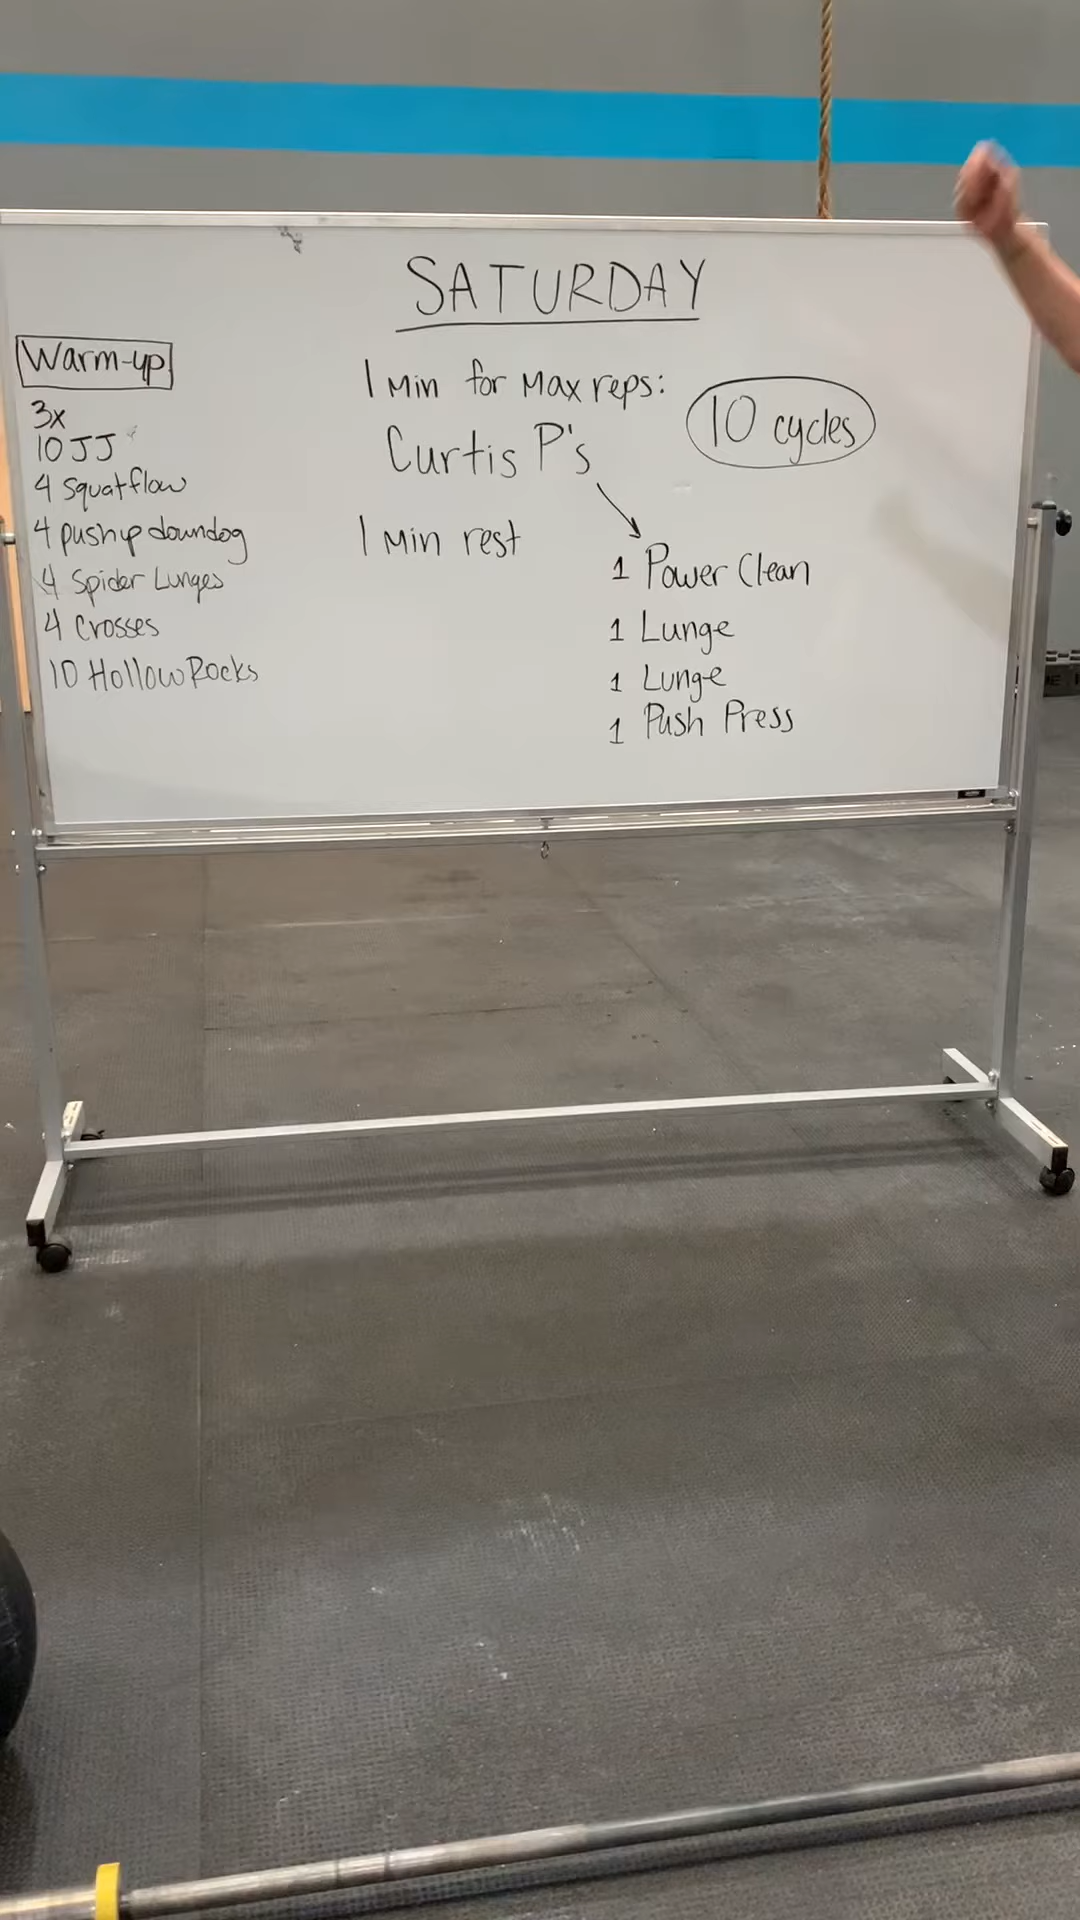 SATURDAY
Warm-up
3x
10 JJ
4 Squatflow
4 pushup downdog
4 Spider Lunges
4 Crosses
10 Hollow Rocks
1 Min for Max reps:
Curtis P's
10 cycles
1 Min rest
1 Power Clean
1 Lunge
1 Lunge
1 Push Press